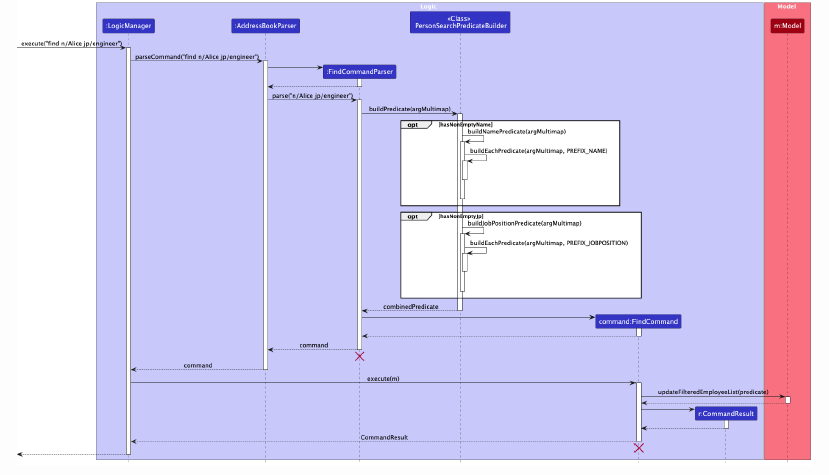 Logic
Model
:LogicManager
:AddressBookParser
«Class»
PersonSearchPredicateBuilder
m:Model
execute("find n/Alice jp/engineer")
parseCommand("find n/Alice jp/engineer")
:FindCommandParser
parse("n/Alice jp/engineer")
buildPredicate(argMultimap)
opt
[hasNonEmptyName]
buildNamePredicate(argMultimap)
buildEachPredicate(argMultimap, PREFIX_NAME)
opt
[hasNonEmptyJp]
buildJobPositionPredicate(argMultimap)
buildEachPredicate(argMultimap, PREFIX_JOBPOSITION)
combinedPredicate
command:FindCommand
command
command
execute(m)
updateFilteredEmployeeList(predicate)
r:CommandResult
CommandResult